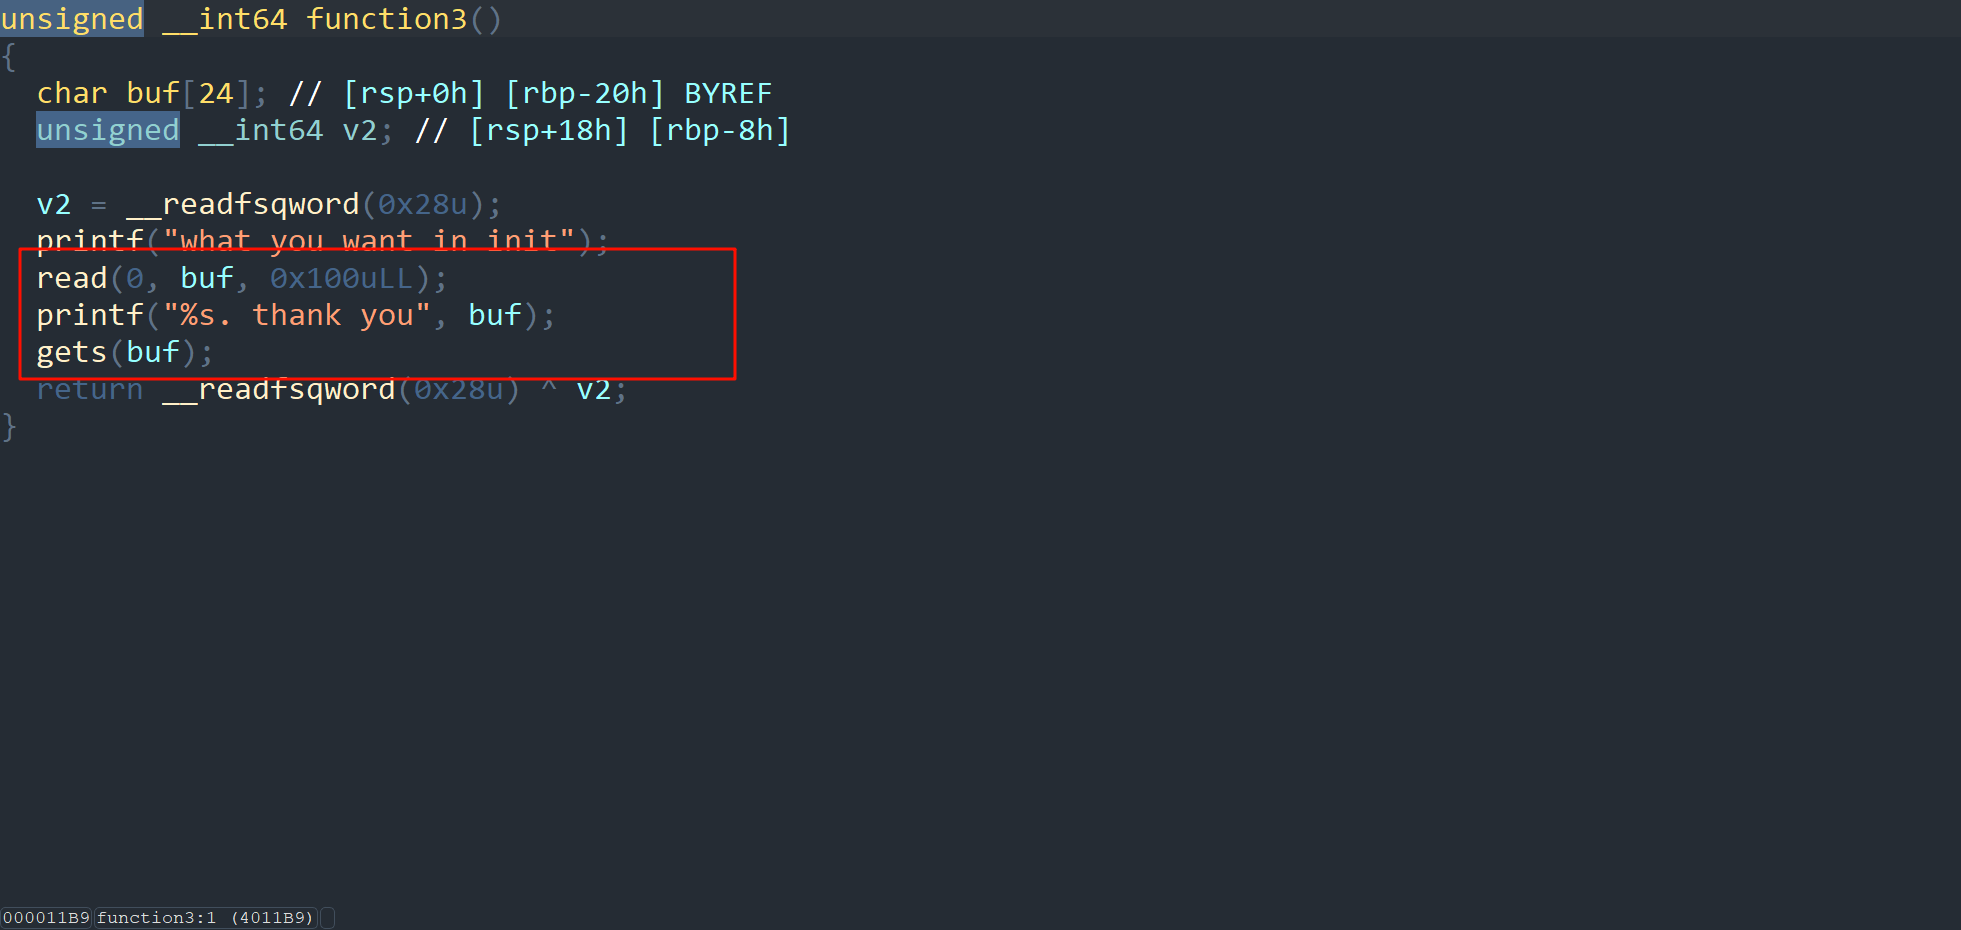 unsigned __int64 function3()
{
  char buf[24]; // [rsp+0h] [rbp-20h] BYREF
  unsigned __int64 v2; // [rsp+18h] [rbp-8h]
  v2 = __readfsqword(0x28u);
  printf("what you want in init");
  read(0, buf, 0x100uLL);
  printf("%s. thank you", buf);
  gets(buf);
  return __readfsqword(0x28u) ^ v2;
}
000011B9 function3:1 (4011B9)